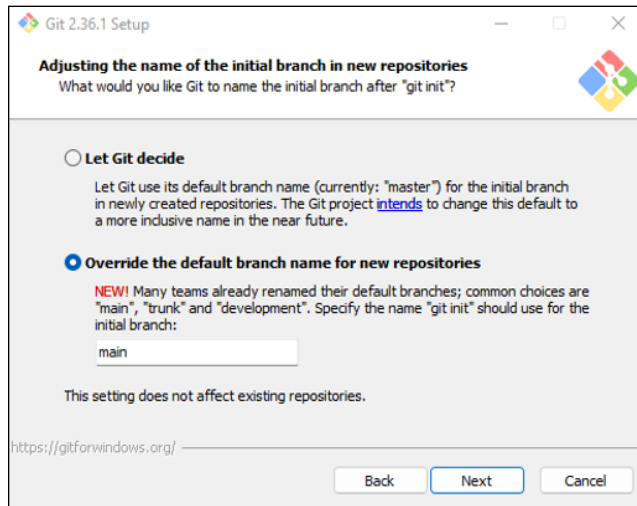 Git 2.36.1 Setup
Adjusting the name of the initial branch in new repositories
What would you like Git to name the initial branch after "git init"?
Let Git decide
Let Git use its default branch name (currently: "master") for the initial branch
in newly created repositories. The Git project intends to change this default to
a more inclusive name in the near future.
Override the default branch name for new repositories
NEW! Many teams already renamed their default branches; common choices are
"main", "trunk" and "development". Specify the name "git init" should use for the
initial branch:
main
This setting does not affect existing repositories.
https://gitforwindows.org/
Back Next Cancel